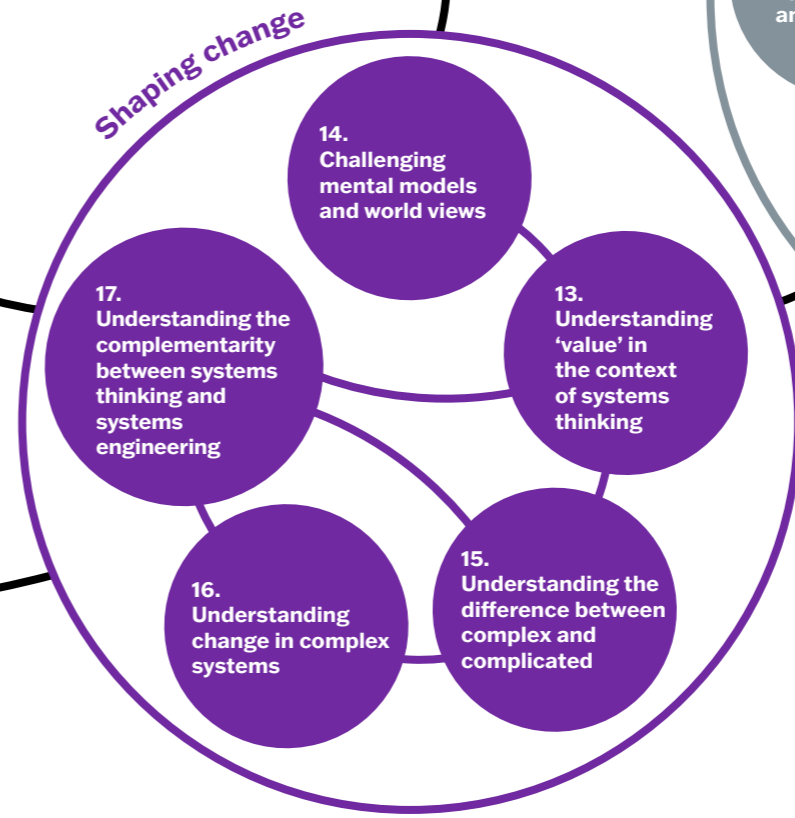 Shaping change
14.
Challenging
mental models
and world views
13.
Understanding
‘value’ in
the context
of systems
thinking
17.
Understanding the
complementarity
between systems
thinking and
systems
engineering
15.
Understanding the
difference between
complex and
complicated
16.
Understanding
change in complex
systems